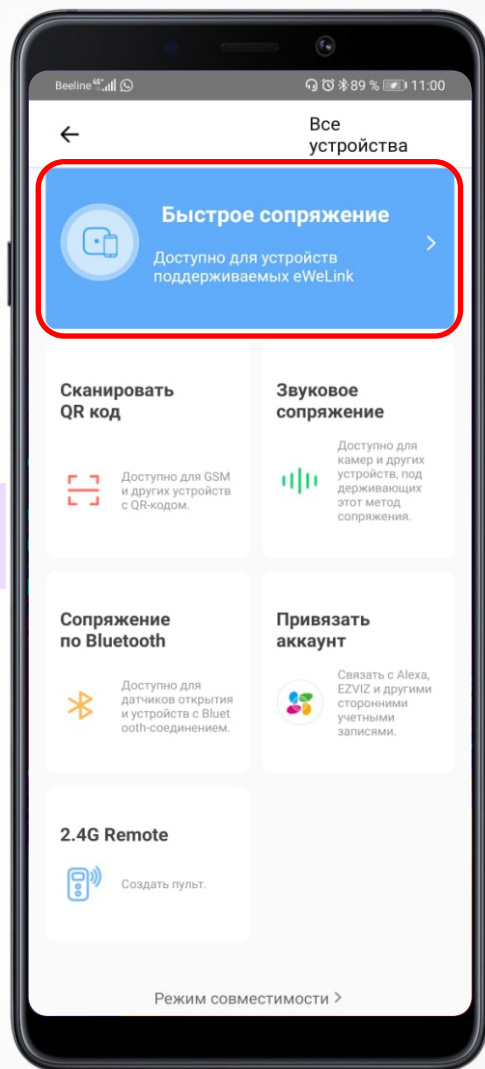 Beeline 4G 89 % 11:00
Все
устройства
Быстрое сопряжение
Доступно для устройств
поддерживаемых eWeLink
Сканировать
QR код
Доступно для GSM
и других устройств
с QR-кодом.
Звуковое
сопряжение
Доступно для
камер и других
устройств, под
держивающих
этот метод
сопряжения.
Сопряжение
по Bluetooth
Доступно для
датчиков открытия
и устройств с Bluet
ooth-соединением.
Привязать
аккаунт
Связать с Alexa,
EZVIZ и другими
сторонними
учетными
записями.
2.4G Remote
Создать пульт.
Режим совместимости >